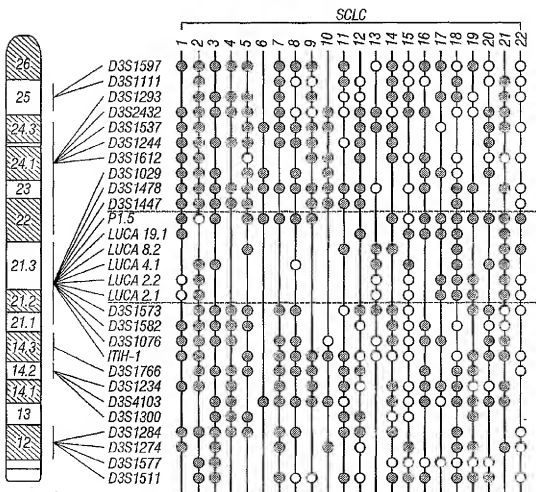 SCLC
1 2 3 4 5 6 7 8 9 10 11 12 13 14 15 16 17 18 19 20 21 22
26
D3S1597
D3S1111
25
D3S1293
D3S2432
24.3
D3S1537
D3S1244
24.1
D3S1612
D3S1029
23
D3S1478
D3S1447
22
P1.5
LUCA 19.1
21.3
LUCA 8.2
LUCA 4.1
LUCA 2.2
21.2
LUCA 2.1
D3S1573
21.1
D3S1582
D3S1076
14.3
ITIH-1
14.2
D3S1766
14.1
D3S1234
D3S4103
13
D3S1300
D3S1284
12
D3S1274
D3S1577
D3S1511